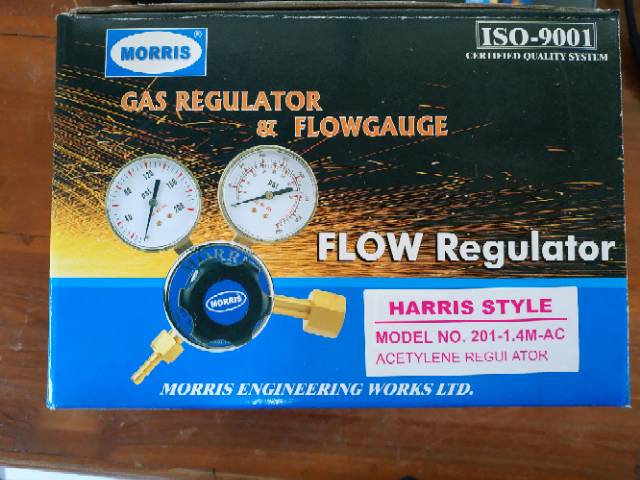 MORRIS®
ISO-9001
CERTIFIED QUALITY SYSTEM
GAS REGULATOR
& FLOWGAUGE
FLOW Regulator
MORRIS
MORRIS
HARRIS STYLE
MODEL NO. 201-1.4M-AC
ACETYLENE REGULATOR
MORRIS ENGINEERING WORKS LTD.